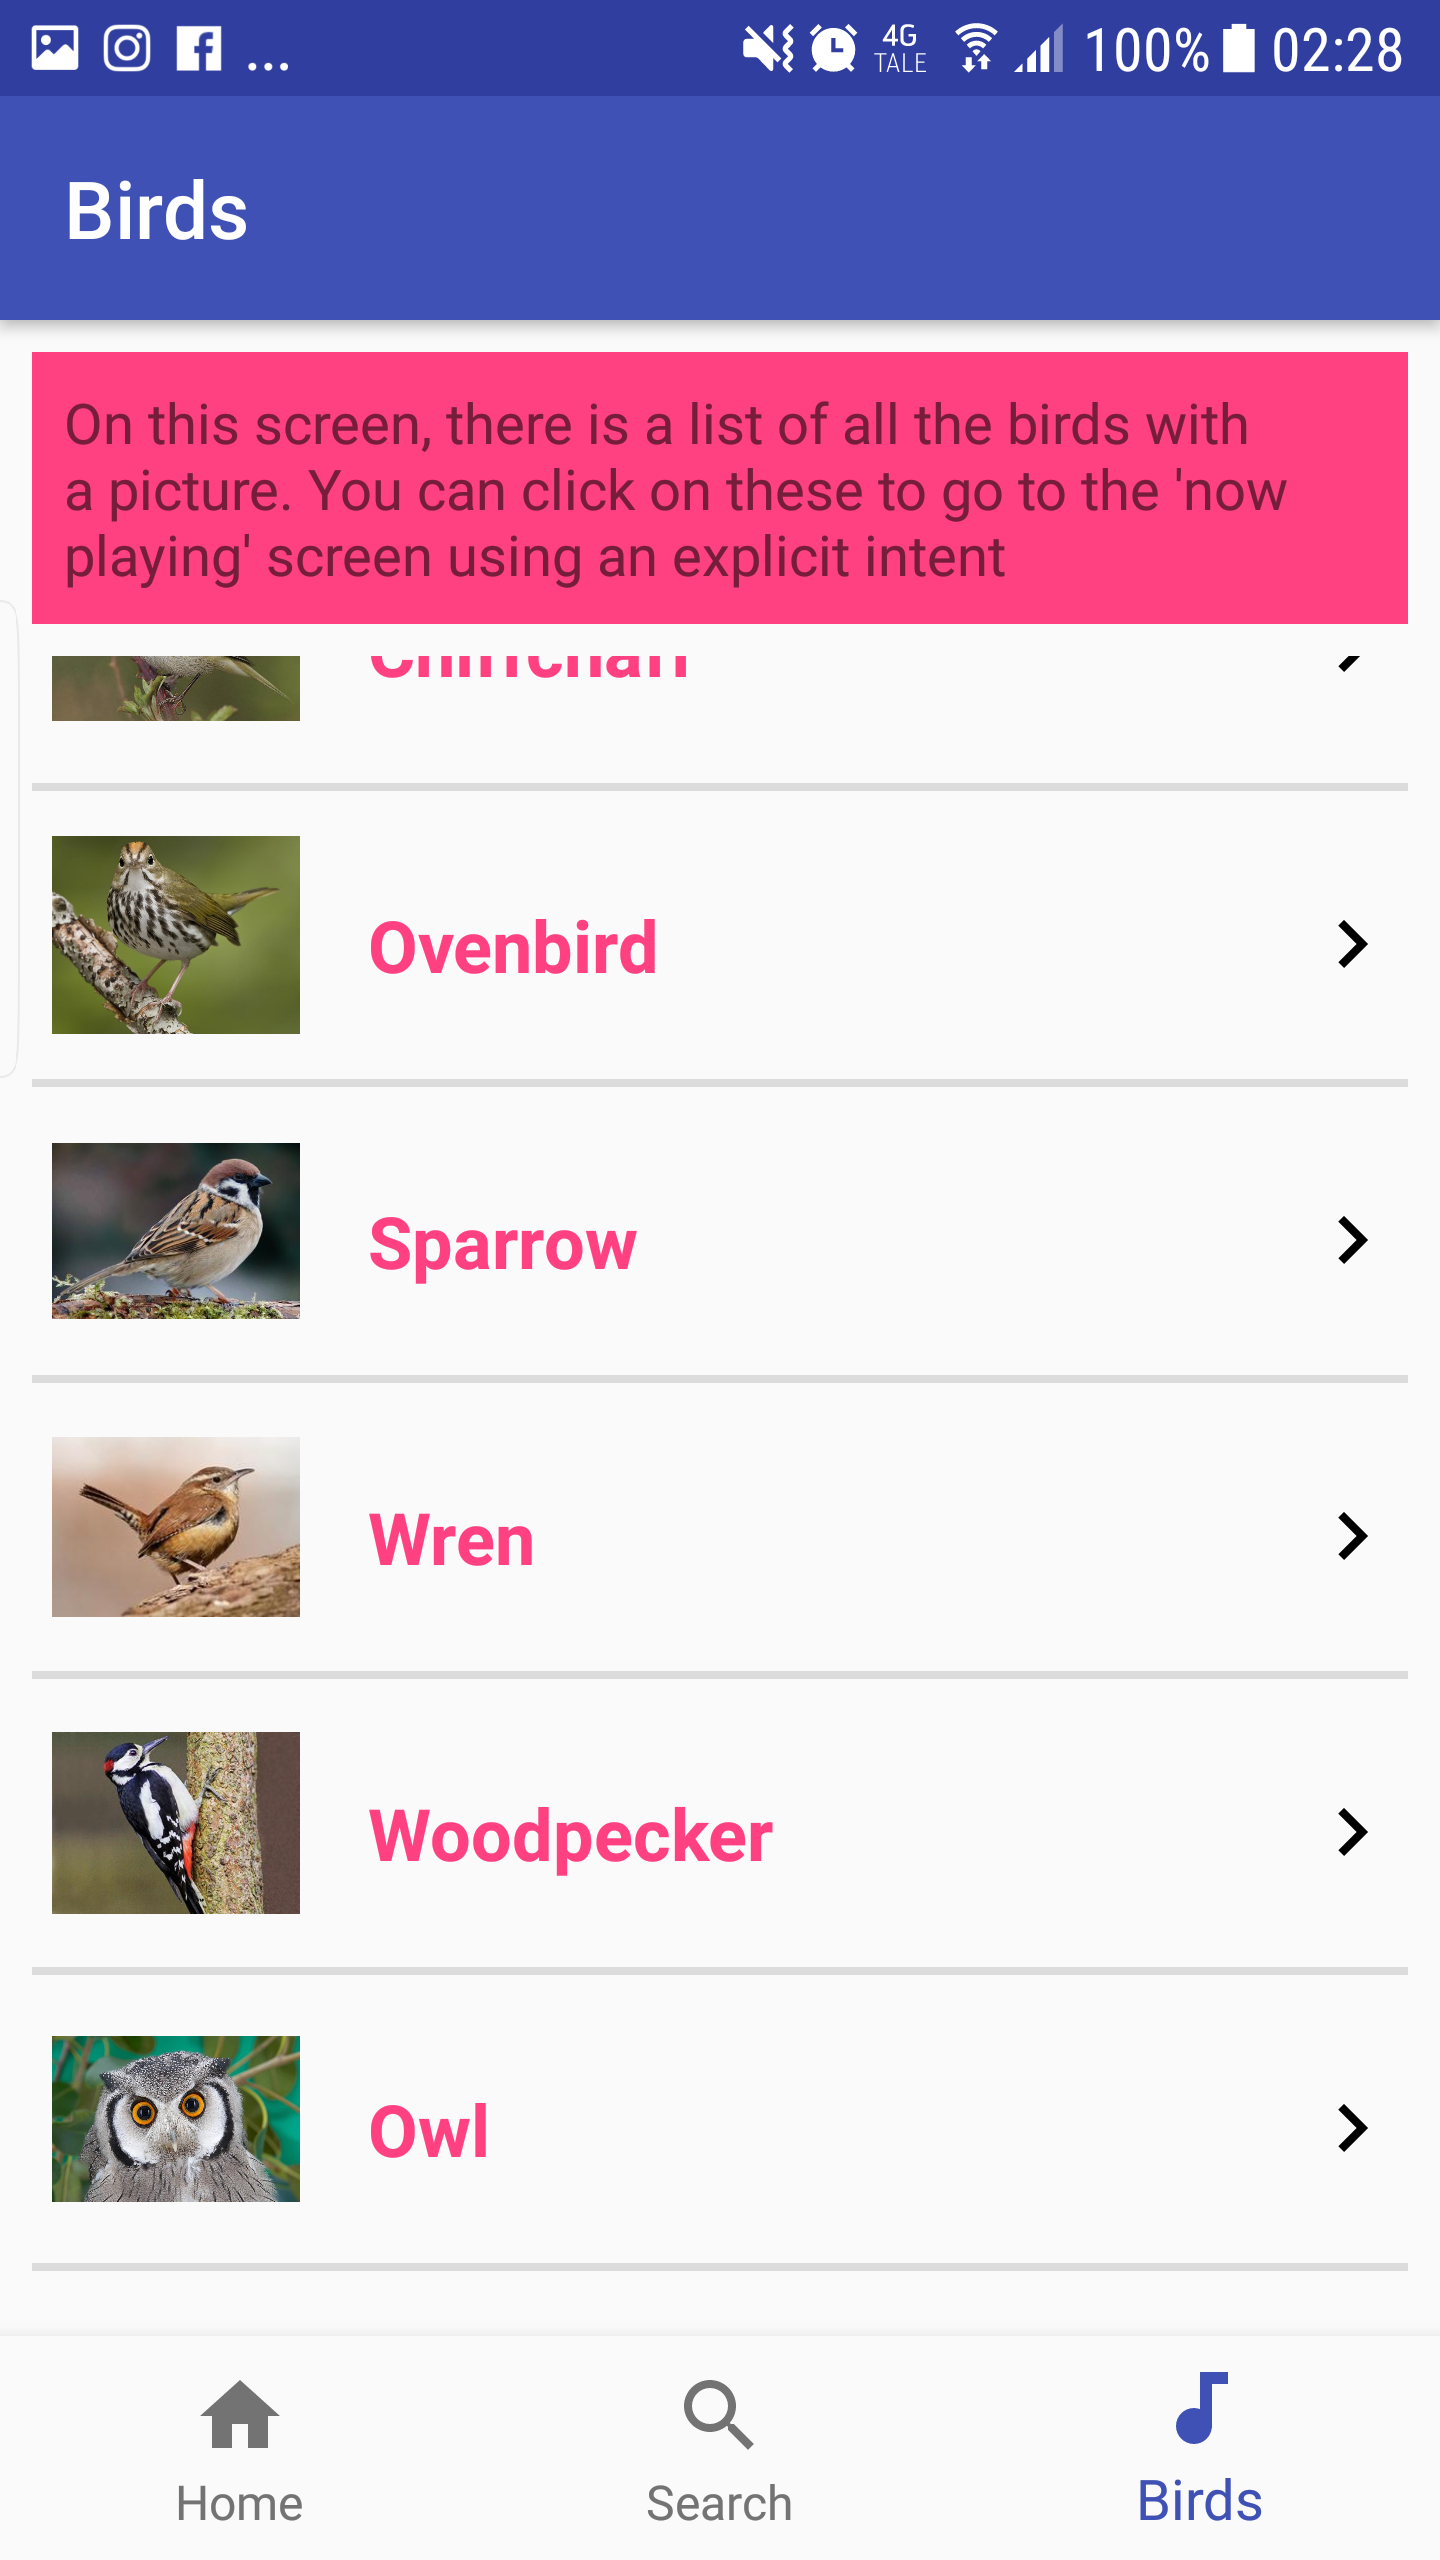 ... 4G TALE 100% 02:28
Birds
On this screen, there is a list of all the birds with
a picture. You can click on these to go to the 'now
playing' screen using an explicit intent
Chiffchaff
Ovenbird
Sparrow
Wren
Woodpecker
Owl
Home Search Birds